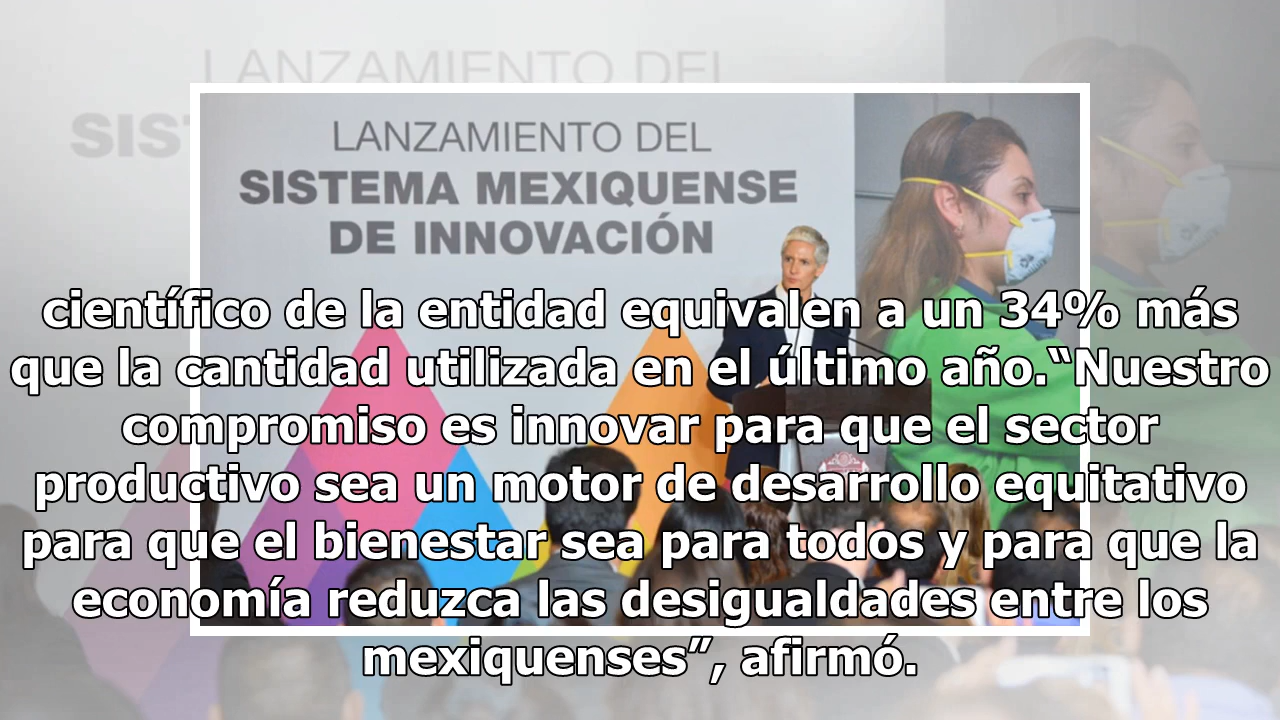 LANZAMIENTO DEL
SISTEMA MEXIQUENSE
DE INNOVACIÓN
científico de la entidad equivalen a un 34% más
que la cantidad utilizada en el último año.“Nuestro
compromiso es innovar para que el sector
productivo sea un motor de desarrollo equitativo
para que el bienestar sea para todos y para que la
economía reduzca las desigualdades entre los
mexiquenses”, afirmó.